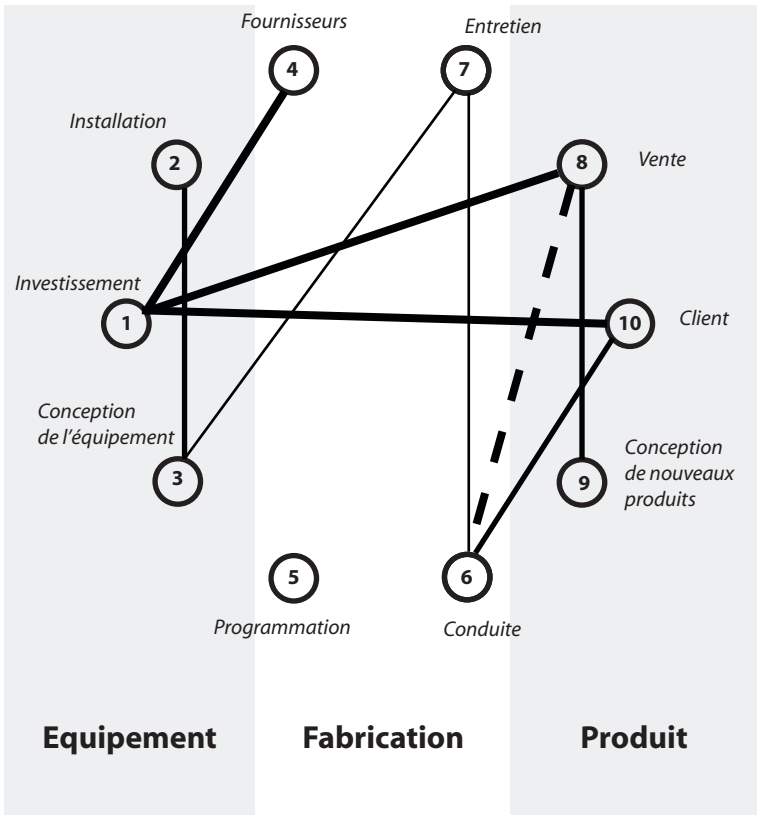 Fournisseurs
4
Entretien
7
Installation
2
8
Vente
Investissement
1
10
Client
Conception
de l'équipement
3
9
Conception
de nouveaux
produits
5
Programmation
6
Conduite
Equipement
Fabrication
Produit